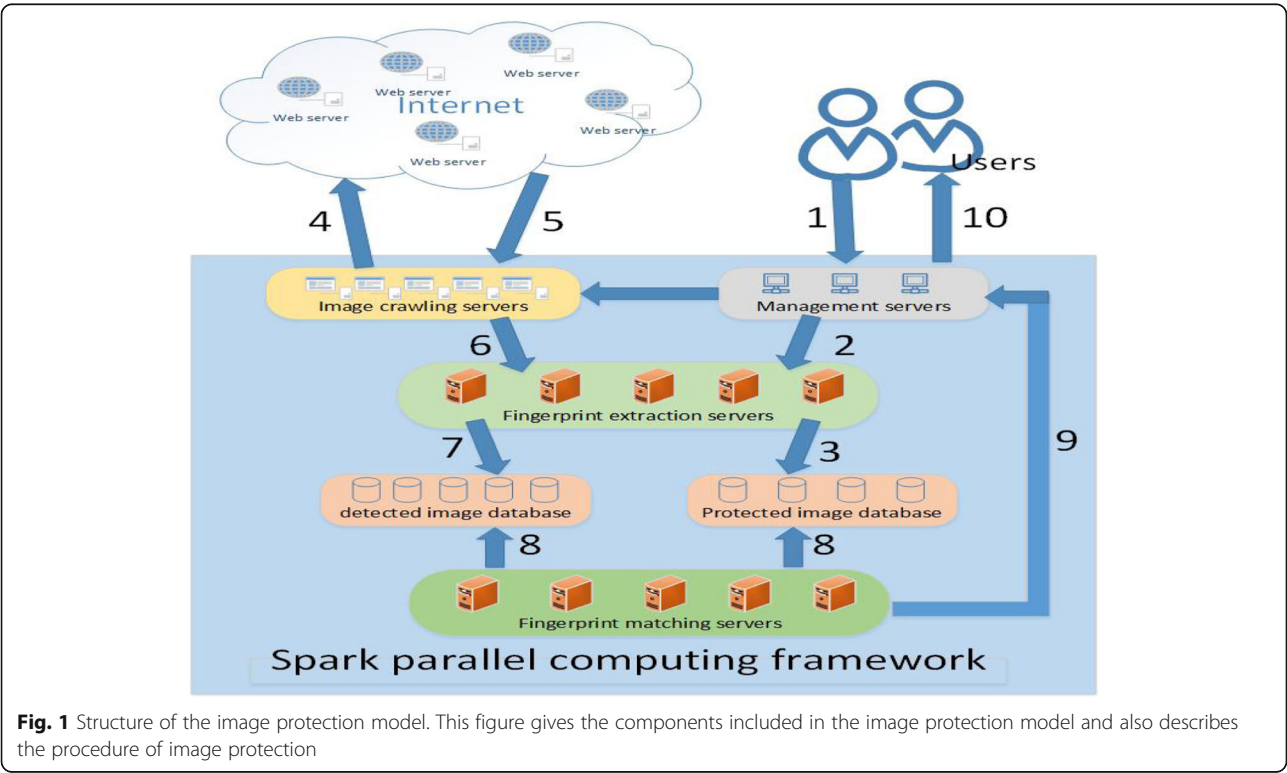 Web server
Web server
Web server
Internet
Web server
Web server
Users
4
5
1
10
Image crawling servers
Management servers
6
2
Fingerprint extraction servers
7
3
9
detected image database
Protected image database
8
8
Fingerprint matching servers
Spark parallel computing framework
Fig. 1 Structure of the image protection model. This figure gives the components included in the image protection model and also describes
the procedure of image protection